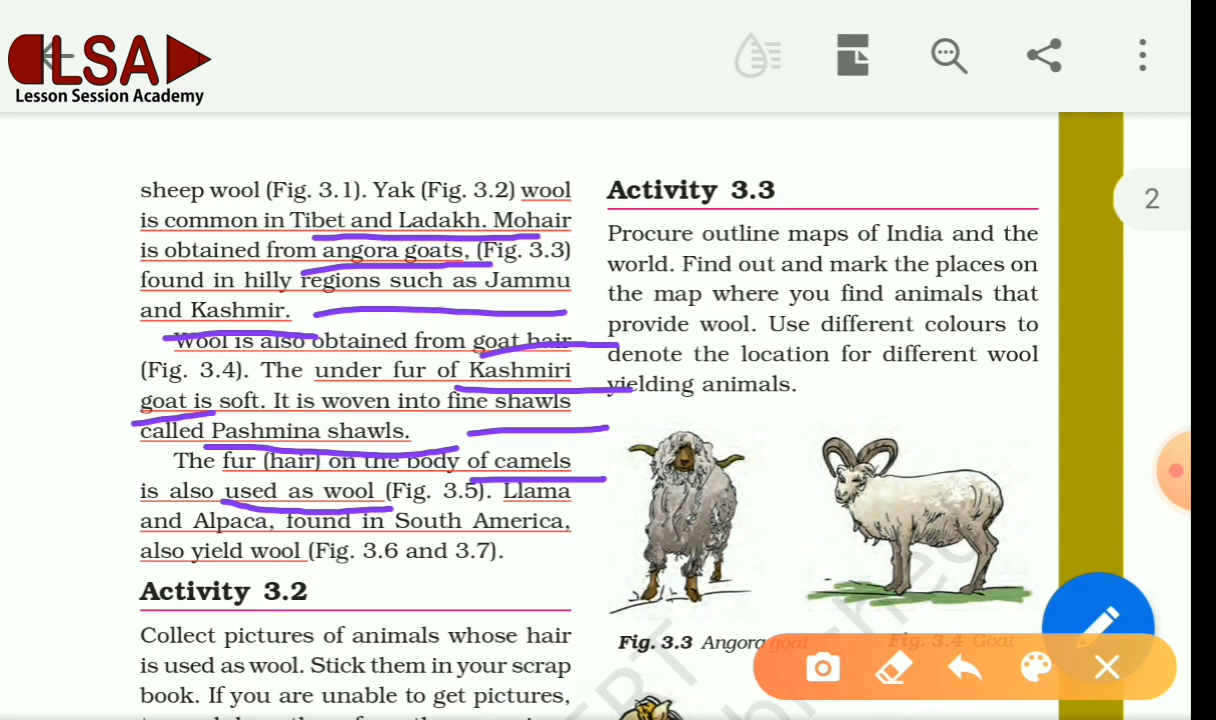 LSA
Lesson Session Academy
2
sheep wool (Fig. 3.1). Yak (Fig. 3.2) wool
is common in Tibet and Ladakh. Mohair
is obtained from angora goats, (Fig. 3.3)
found in hilly regions such as Jammu
and Kashmir.
Wool is also obtained from goat hair
(Fig. 3.4). The under fur of Kashmiri
goat is soft. It is woven into fine shawls
called Pashmina shawls.
The fur (hair) on the body of camels
is also used as wool (Fig. 3.5). Llama
and Alpaca, found in South America,
also yield wool (Fig. 3.6 and 3.7).
Activity 3.2
Collect pictures of animals whose hair
is used as wool. Stick them in your scrap
book. If you are unable to get pictures,
Activity 3.3
Procure outline maps of India and the
world. Find out and mark the places on
the map where you find animals that
provide wool. Use different colours to
denote the location for different wool
yielding animals.
Fig. 3.3 Angora goat
Fig. 3.4 Goat